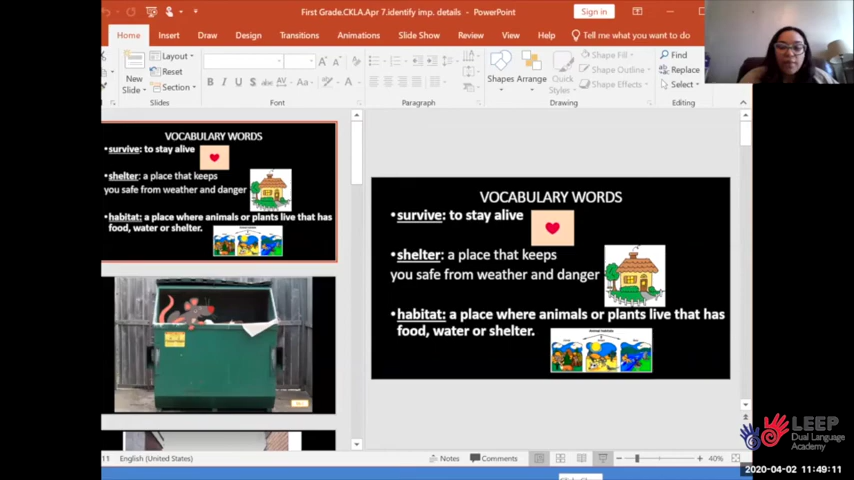 First Grade.CKLA.Apr 7.identify imp. details - PowerPoint
Sign in
Home Insert Draw Design Transitions Animations Slide Show Review View Help Tell me what you want to do
New Slide
Layout
Reset
Section
Slides
Font
Paragraph
Shapes
Arrange
Quick Styles
Shape Fill
Shape Outline
Shape Effects
Drawing
Find
Replace
Select
Editing
VOCABULARY WORDS
•survive: to stay alive
•shelter: a place that keeps
you safe from weather and danger
•habitat: a place where animals or plants live that has
food, water or shelter.
VOCABULARY WORDS
•survive: to stay alive
•shelter: a place that keeps
you safe from weather and danger
•habitat: a place where animals or plants live that has
food, water or shelter.
Animal habitats
11 English (United States)
Notes
Comments
40%
LEEP
Dual Language
Academy
2020-04-02 11:49:11